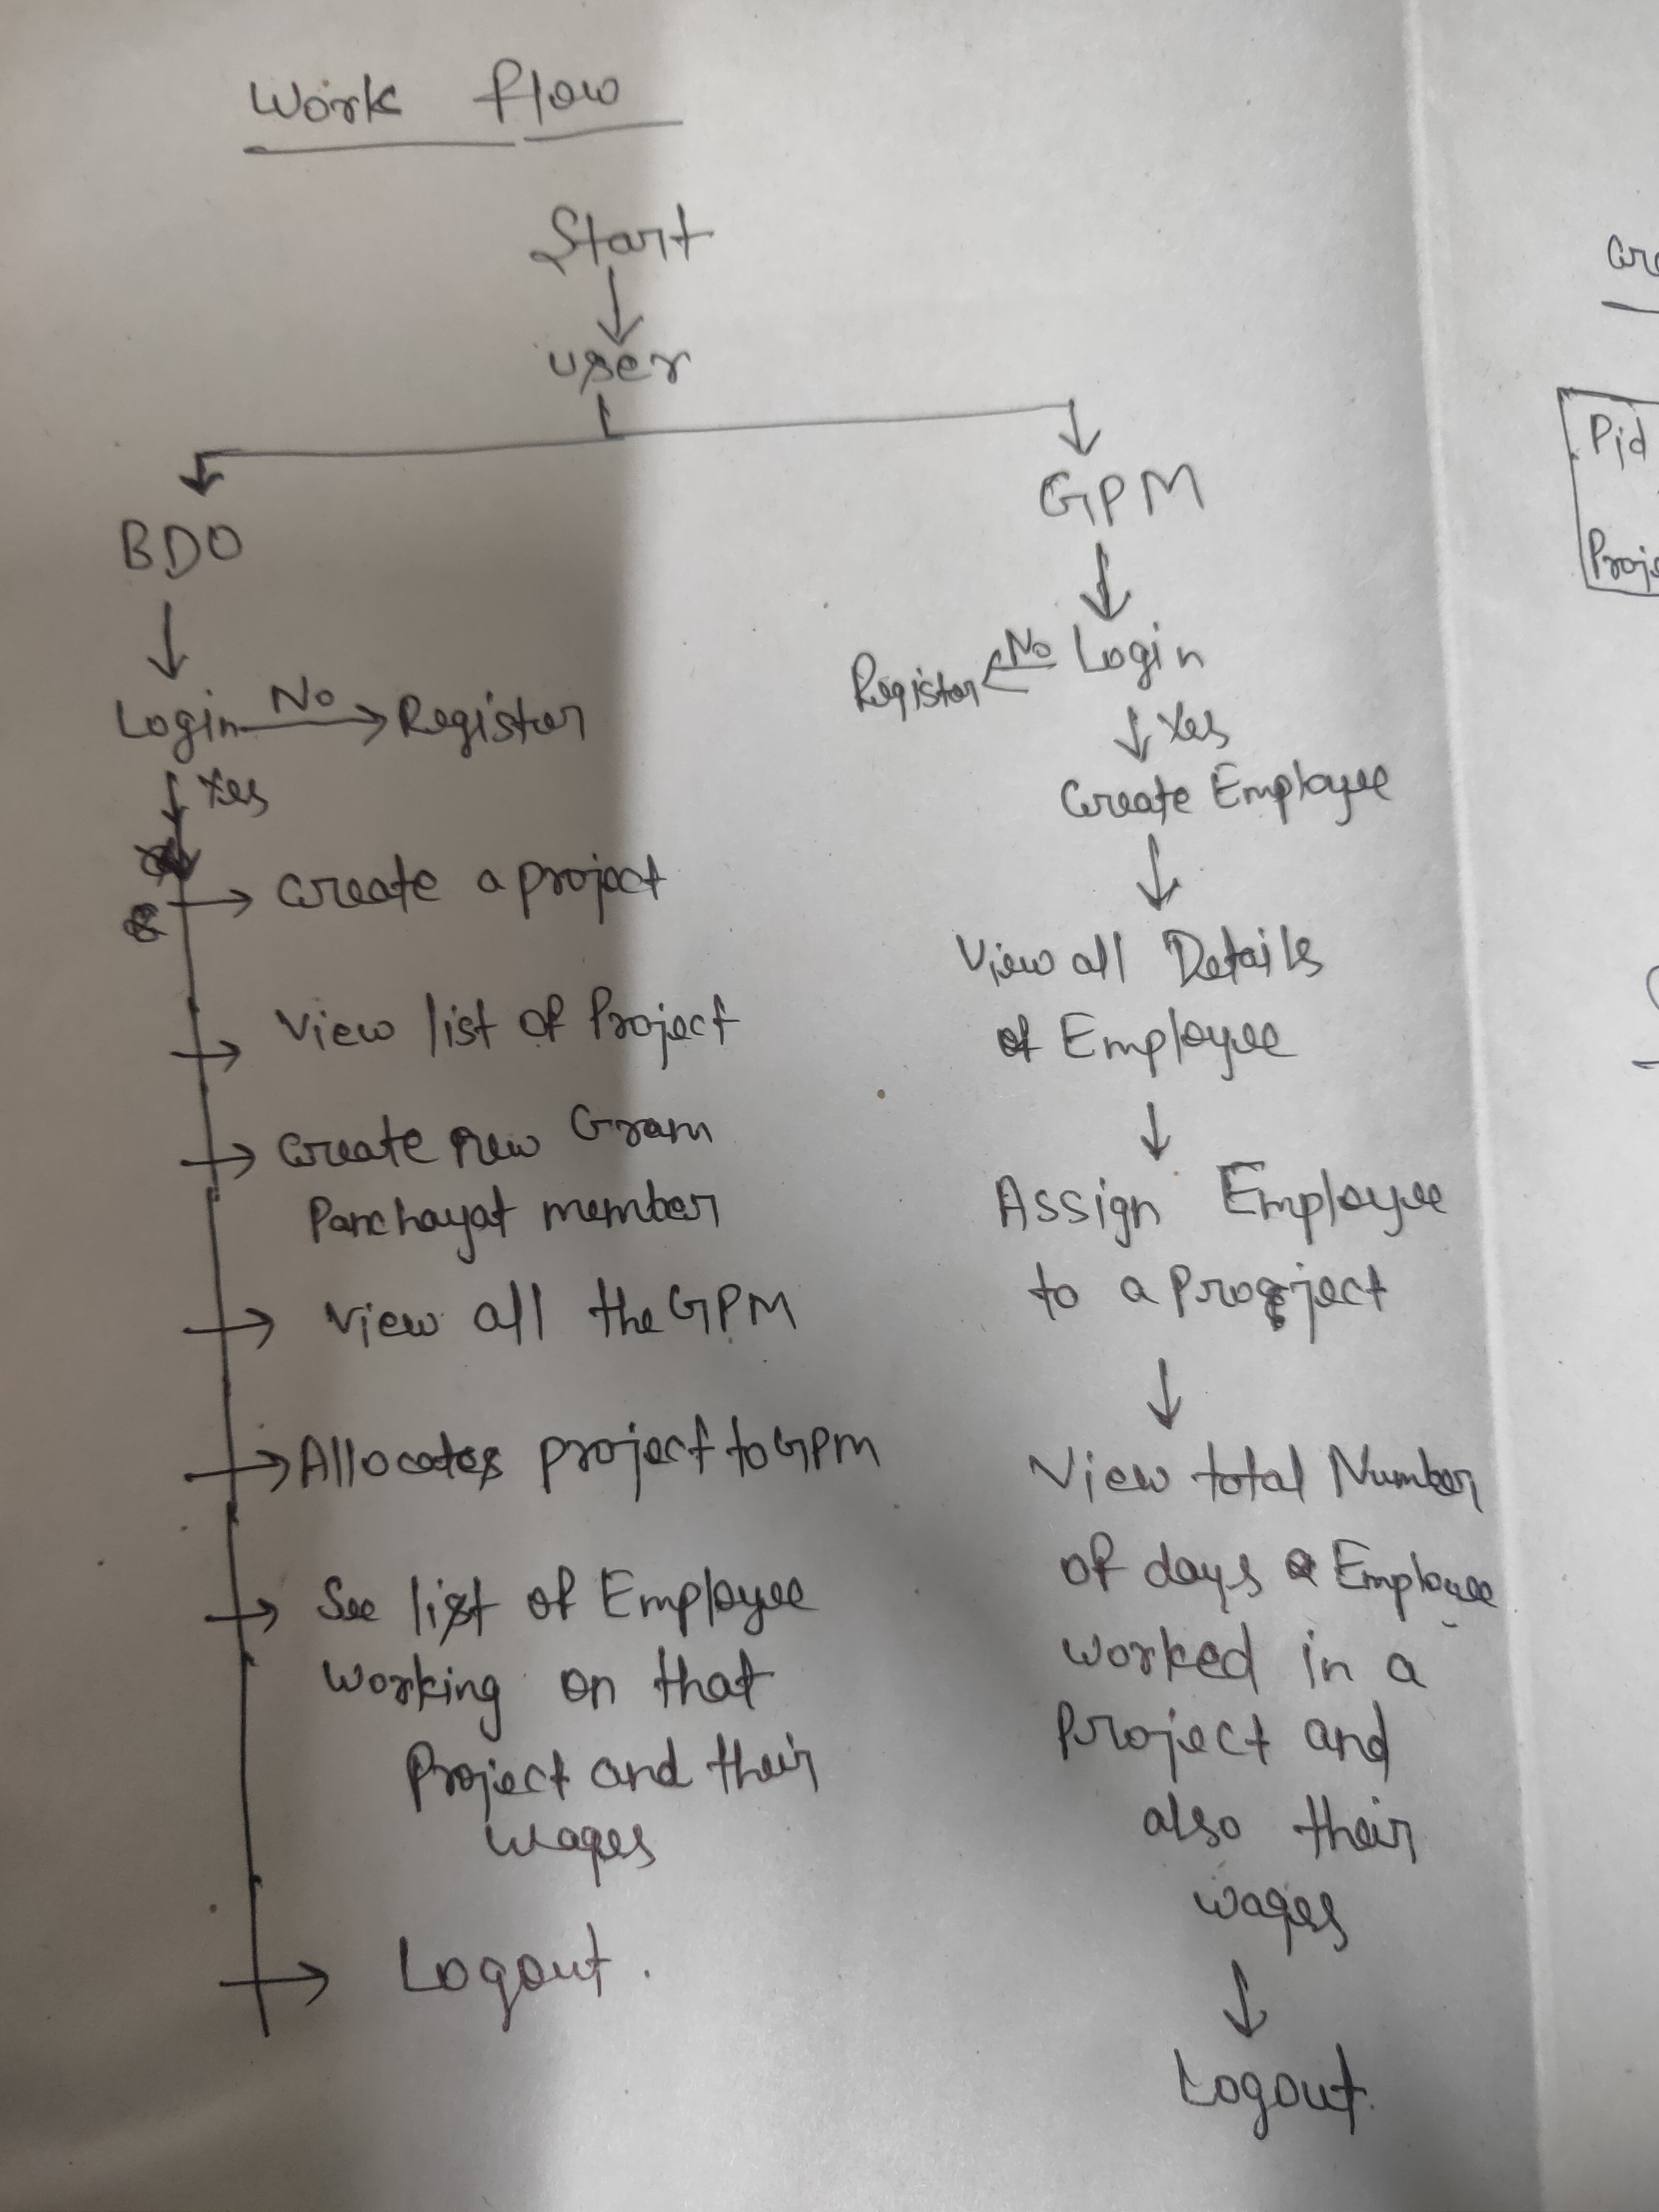 Work flow
Start
user
BDO
Login No Register
Yes
create a project
View list of Project
create new Gram
Panchayat member
View all the GPM
Allocates project to GPM
See list of Employee
working on that
Project and their
wages
Logout.
GPM
Register No Login
Yes
Create Employee
View all Details
of Employee
Assign Employee
to a Project
View total Number
of days a Employee
worked in a
Project and
also their
wages
Logout.
Pid